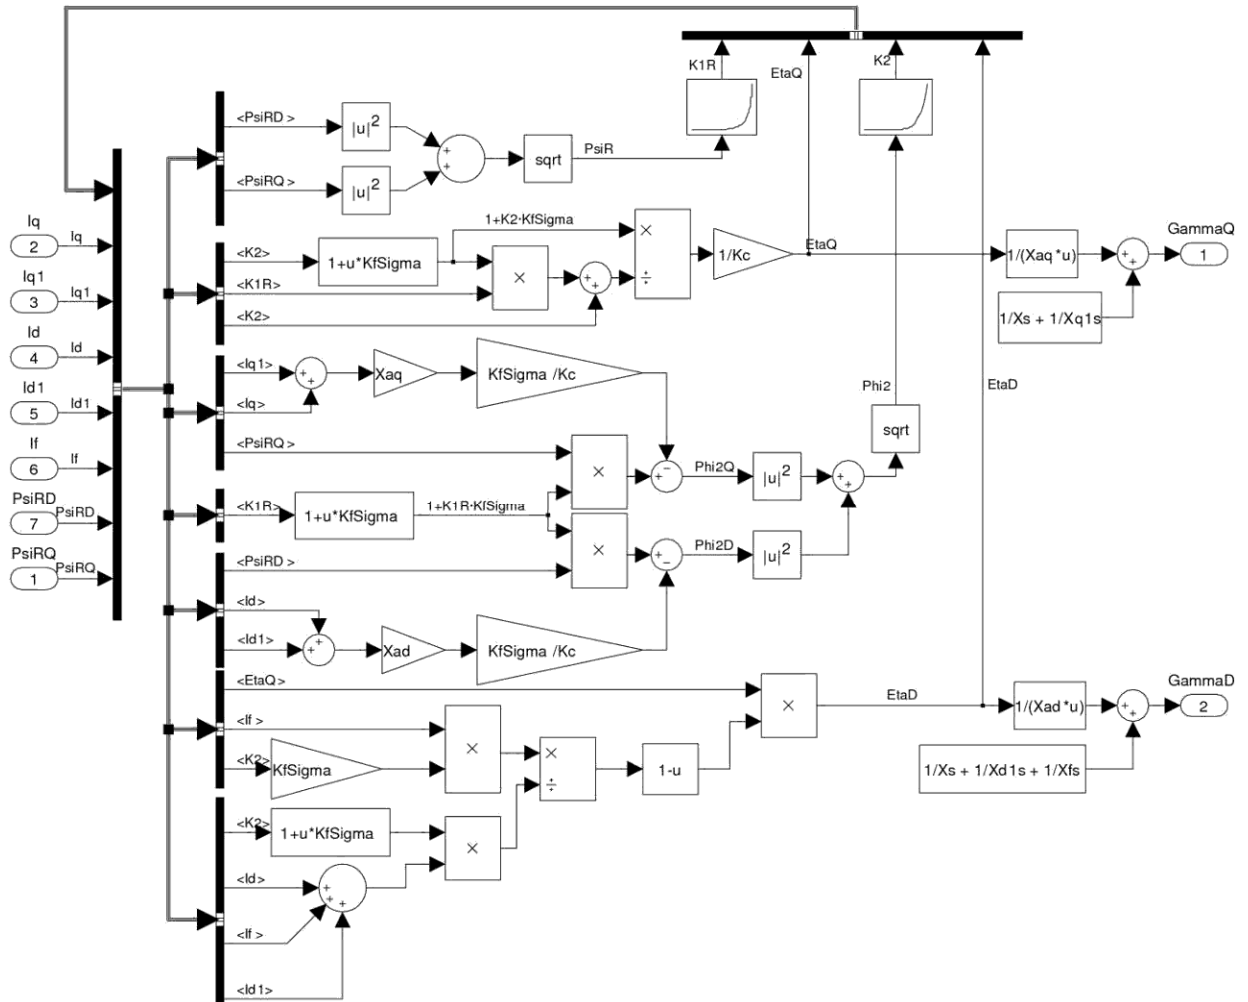 K1R
EtaQ
K2
<PsiRD>
|u|2
+
+
sqrt
PsiR
<PsiRQ>
|u|2
Iq
2
Iq
1+K2·KfSigma
×
÷
<K2>
1+u*KfSigma
×
+
+
1/Kc
EtaQ
1/(Xaq *u)
+
+
GammaQ
1
<K1R>
<K2>
1/Xs + 1/Xq1s
Iq1
3
Iq1
Id
4
Id
<Iq1>
+
+
Xaq
KfSigma /Kc
Id1
5
Id1
<Iq>
Phi2
EtaD
sqrt
If
6
If
<PsiRQ>
×
+
−
Phi2Q
|u|2
+
+
PsiRD
7
PsiRD
<K1R>
1+u*KfSigma
1+K1R·KfSigma
×
+
−
Phi2D
|u|2
PsiRQ
1
PsiRQ
<PsiRD>
<Id>
<Id1>
+
+
Xad
KfSigma /Kc
<EtaQ>
×
EtaD
1/(Xad *u)
+
+
GammaD
2
<If>
<K2>
KfSigma
×
×
÷
1-u
1/Xs + 1/Xd1s + 1/Xfs
<K2>
1+u*KfSigma
×
<Id>
+
+
+
<If>
<Id1>